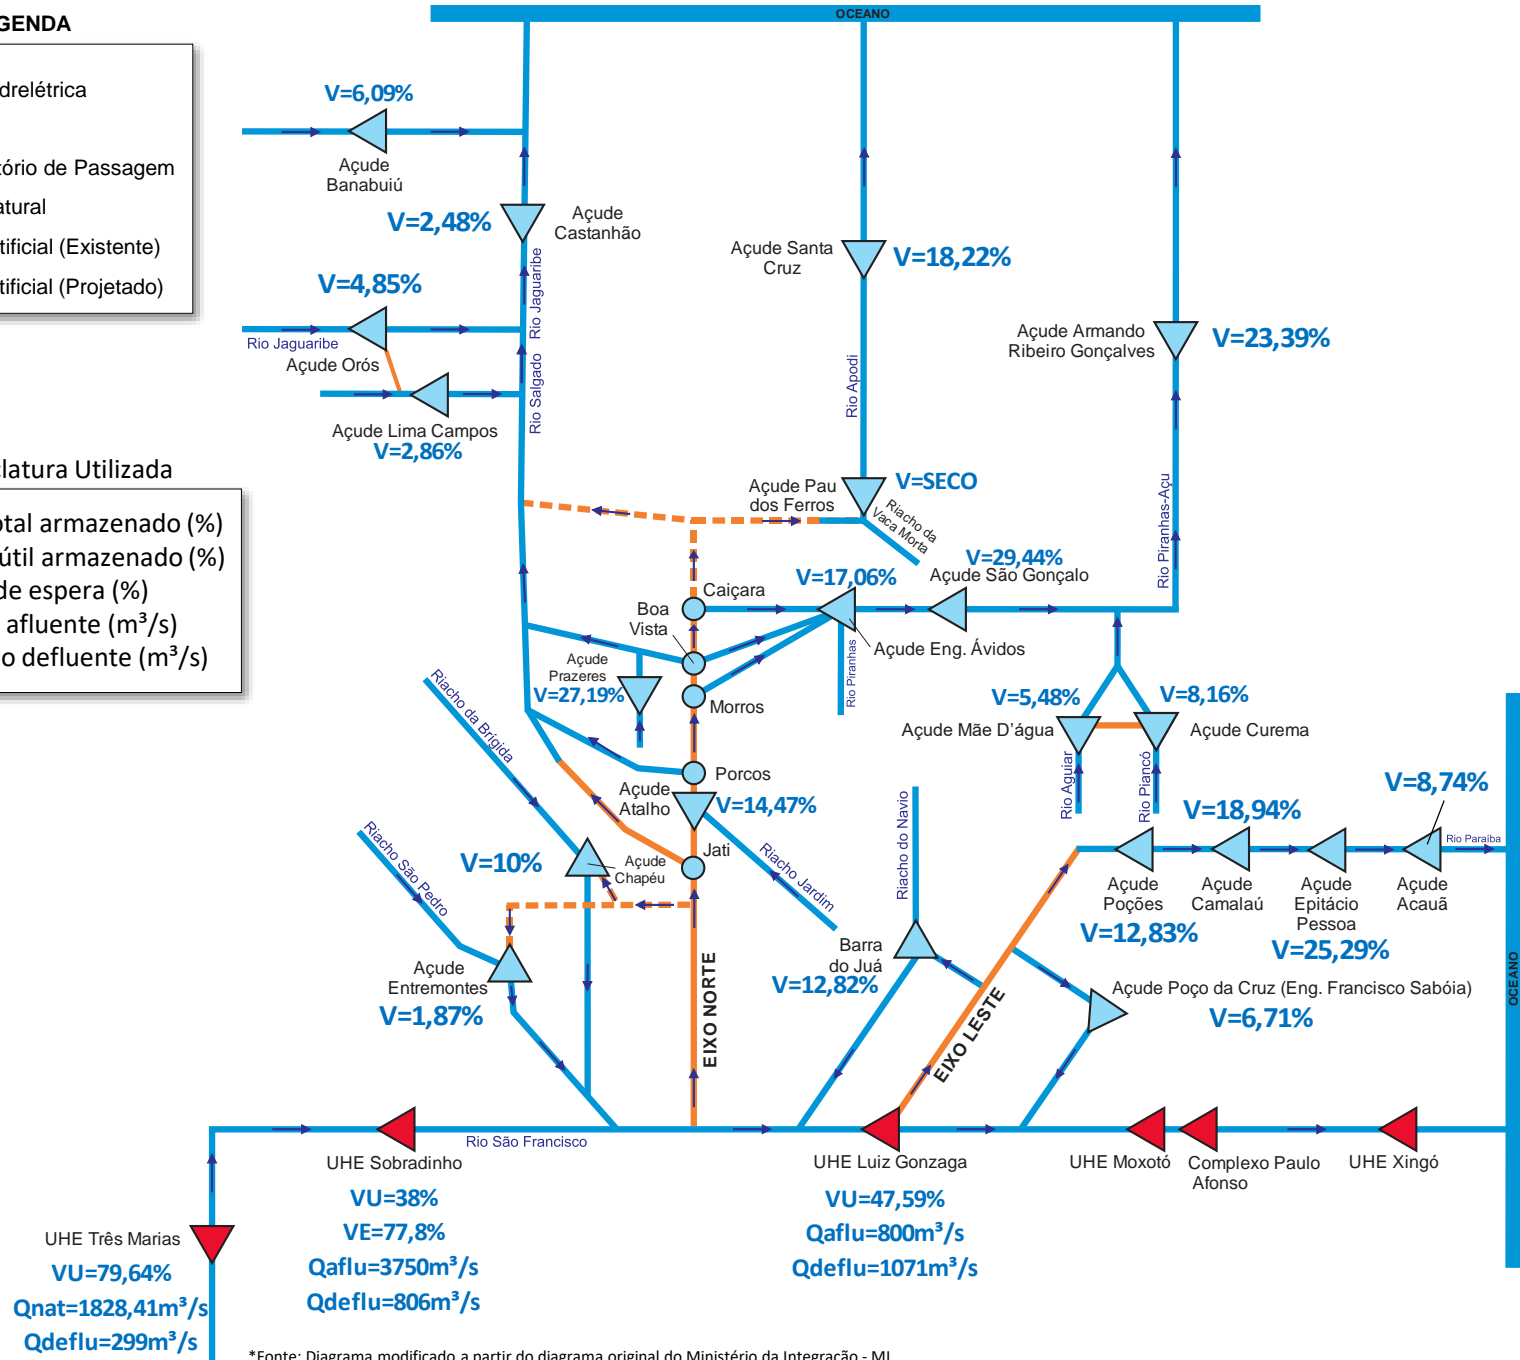 GENDA
drelétrica
tório de Passagem
atural
tificial (Existente)
tificial (Projetado)
clatura Utilizada
otal armazenado (%)
útil armazenado (%)
de espera (%)
afluente (m³/s)
o defluente (m³/s)
OCEANO
V=6,09%
Açude
Banabuiú
V=2,48%
Açude
Castanhão
Rio Jaguaribe
V=4,85%
Rio Jaguaribe
Açude Orós
Rio Salgado
Açude Lima Campos
V=2,86%
Açude Santa
Cruz
V=18,22%
Rio Apodi
Açude Armando
Ribeiro Gonçalves
V=23,39%
Rio Piranhas-Açu
Açude Pau
dos Ferros
V=SECO
Riacho da
Vaca Morta
V=29,44%
Açude São Gonçalo
V=17,06%
Caiçara
Boa
Vista
Açude Eng. Ávidos
Rio Piranhas
Açude
Prazeres
V=27,19%
Morros
V=5,48%
V=8,16%
Açude Mãe D'água
Açude Curema
Rio Aguiar
Rio Piancó
Riacho da Brígida
Porcos
Açude
Atalho
V=14,47%
Riacho do Navio
V=8,74%
V=18,94%
Rio Paraíba
Riacho São Pedro
V=10%
Açude
Chapéu
Jati
Riacho Jardim
Açude
Poções
V=12,83%
Açude
Camalaú
Açude
Epitácio
Pessoa
V=25,29%
Açude
Acauã
Barra
do Juá
V=12,82%
Açude
Entremontes
V=1,87%
EIXO NORTE
EIXO LESTE
Açude Poço da Cruz (Eng. Francisco Sabóia)
V=6,71%
OCEANO
Rio São Francisco
UHE Sobradinho
VU=38%
VE=77,8%
Qaflu=3750m³/s
Qdeflu=806m³/s
UHE Luiz Gonzaga
VU=47,59%
Qaflu=800m³/s
Qdeflu=1071m³/s
UHE Moxotó
Complexo Paulo
Afonso
UHE Xingó
UHE Três Marias
VU=79,64%
Qnat=1828,41m³/s
Qdeflu=299m³/s
*Fonte: Diagrama modificado a partir do diagrama original do Ministério da Integração - MI